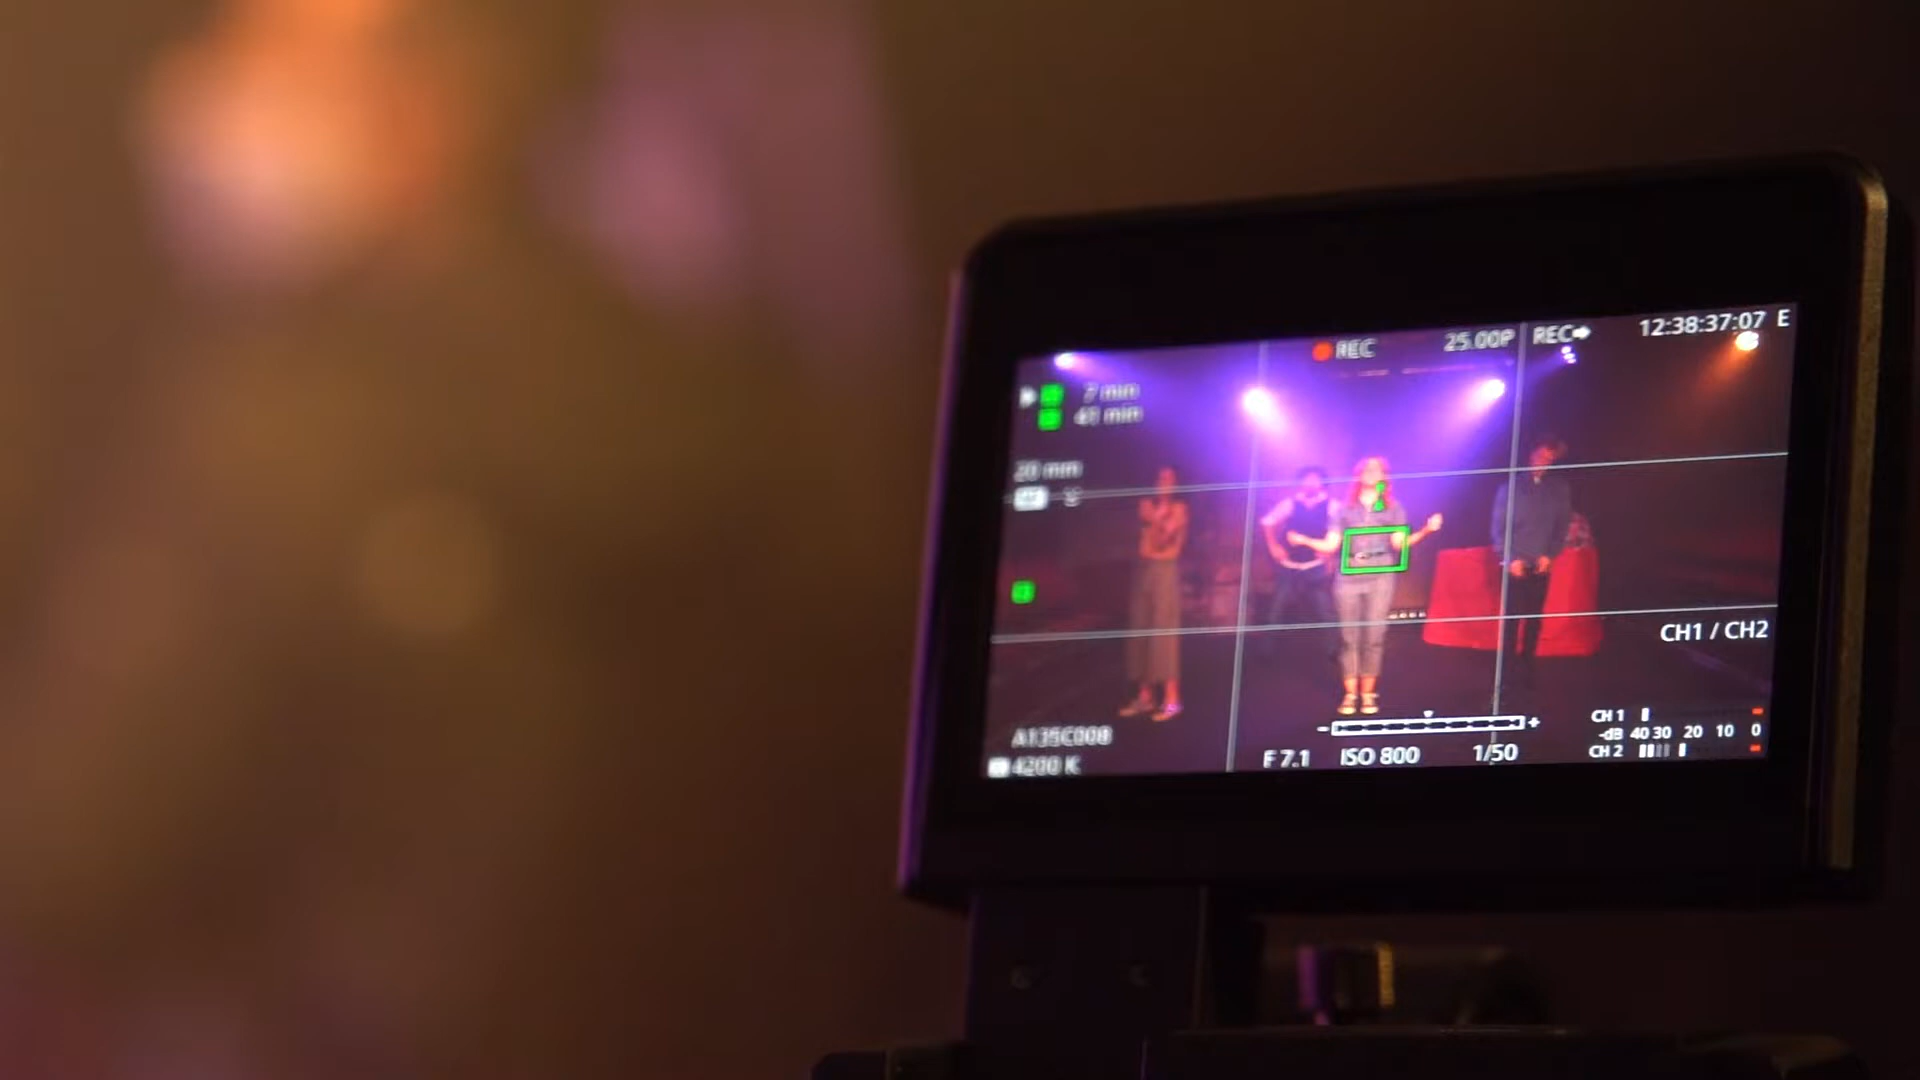 REC 25.00P REC 12:38:37:07 E
7 min
41 min
20 mm
CH1 / CH2
A135C008
4200 K
F 7.1 ISO 800 1/50
- +
CH 1
-dB 40 30 20 10 0
CH 2